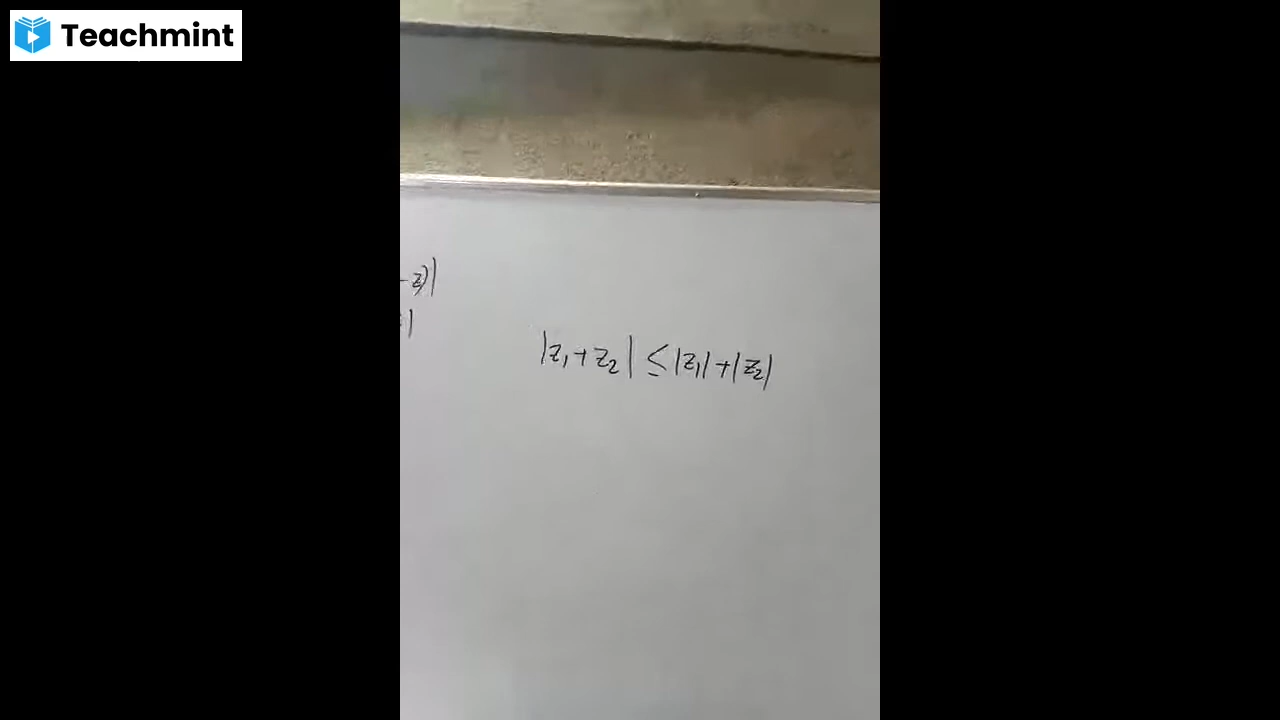 Teachmint
- z)|
|z₁+z₂| ≤ |z₁| + |z₂|